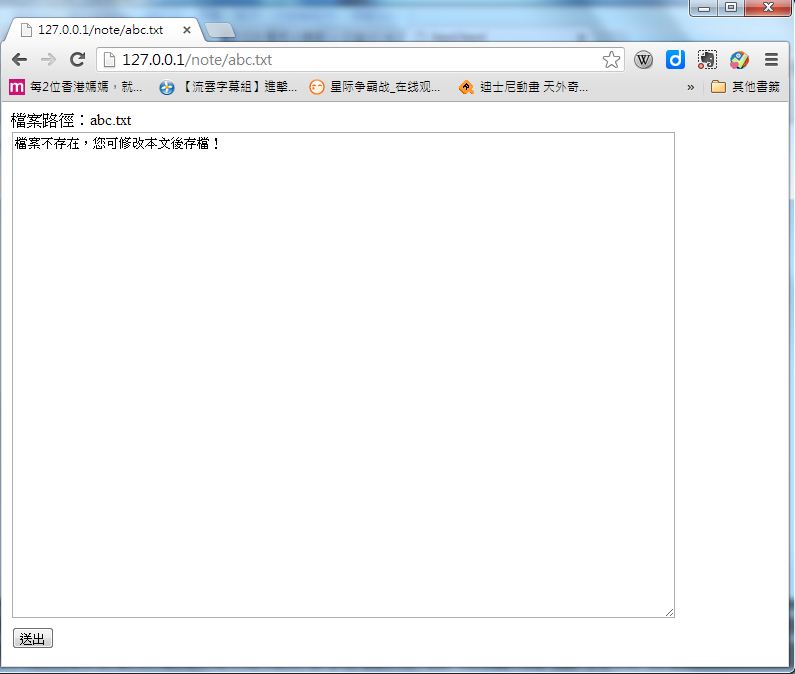 127.0.0.1/note/abc.txt
127.0.0.1/note/abc.txt
每2位香港媽媽，就... 【流雲字幕組】進擊... 星际争霸战_在线观... 迪士尼動畫 天外奇... » 其他書籤
檔案路徑：abc.txt
檔案不存在，您可修改本文後存檔！
送出